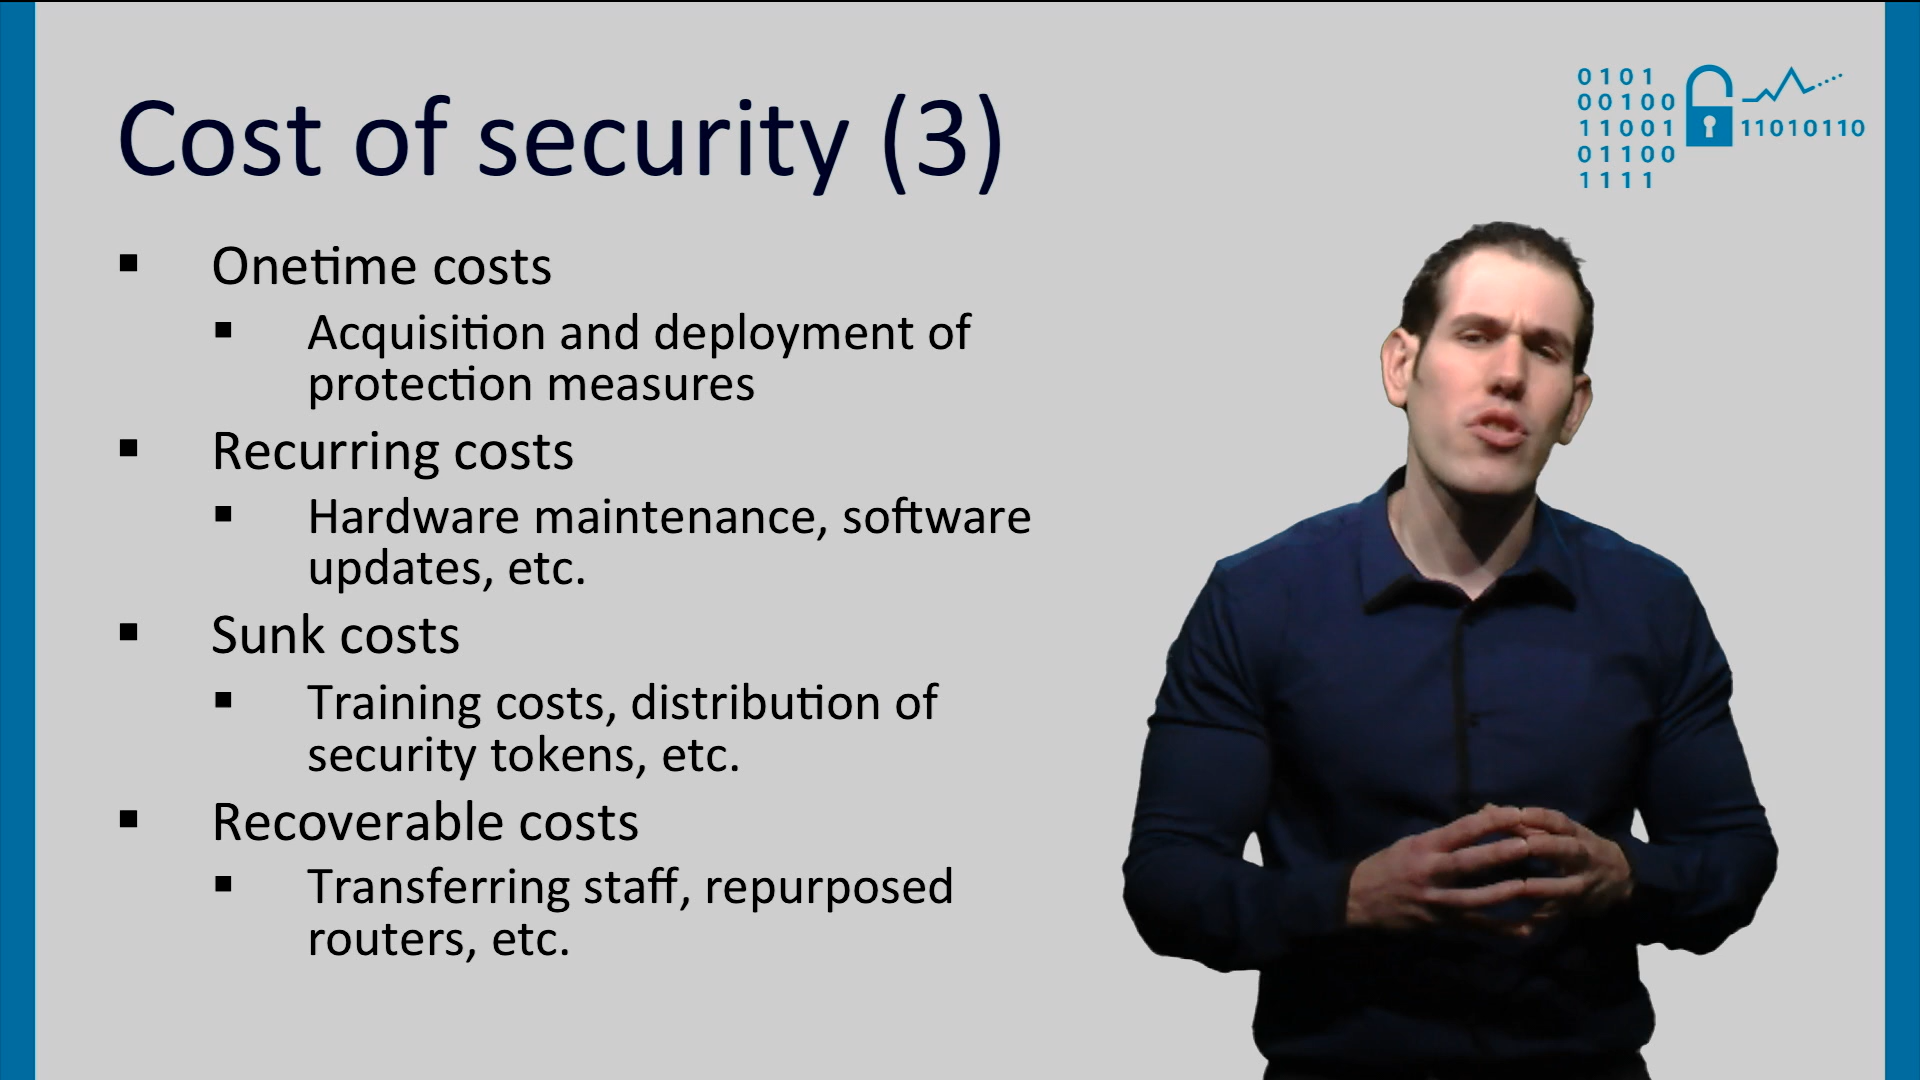 Cost of security (3)
0101
00100
11001
01100
1111
11010110
▪ Onetime costs
▪ Acquisition and deployment of
protection measures
▪ Recurring costs
▪ Hardware maintenance, software
updates, etc.
▪ Sunk costs
▪ Training costs, distribution of
security tokens, etc.
▪ Recoverable costs
▪ Transferring staff, repurposed
routers, etc.